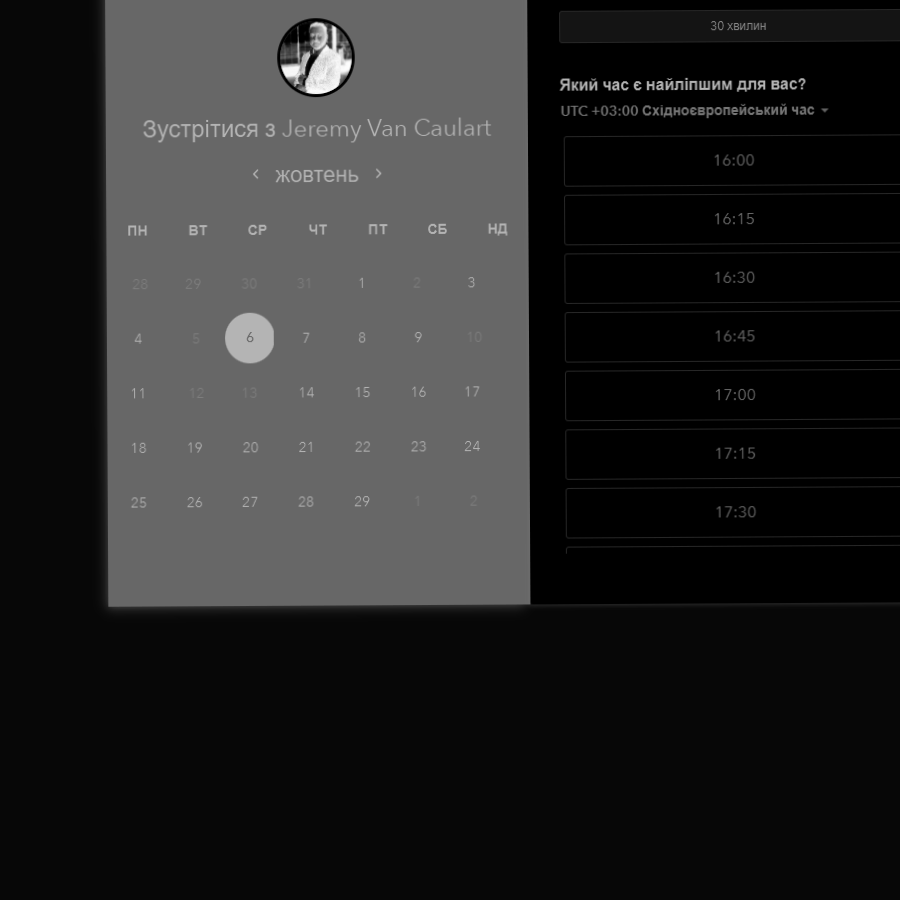 Зустрітися з Jeremy Van Caulart
‹ жовтень ›
ПН ВТ СР ЧТ ПТ СБ НД
28 29 30 31 1 2 3
4 5 6 7 8 9 10
11 12 13 14 15 16 17
18 19 20 21 22 23 24
25 26 27 28 29 1 2
30 хвилин
Який час є найліпшим для вас?
UTC +03:00 Східноєвропейський час
16:00
16:15
16:30
16:45
17:00
17:15
17:30